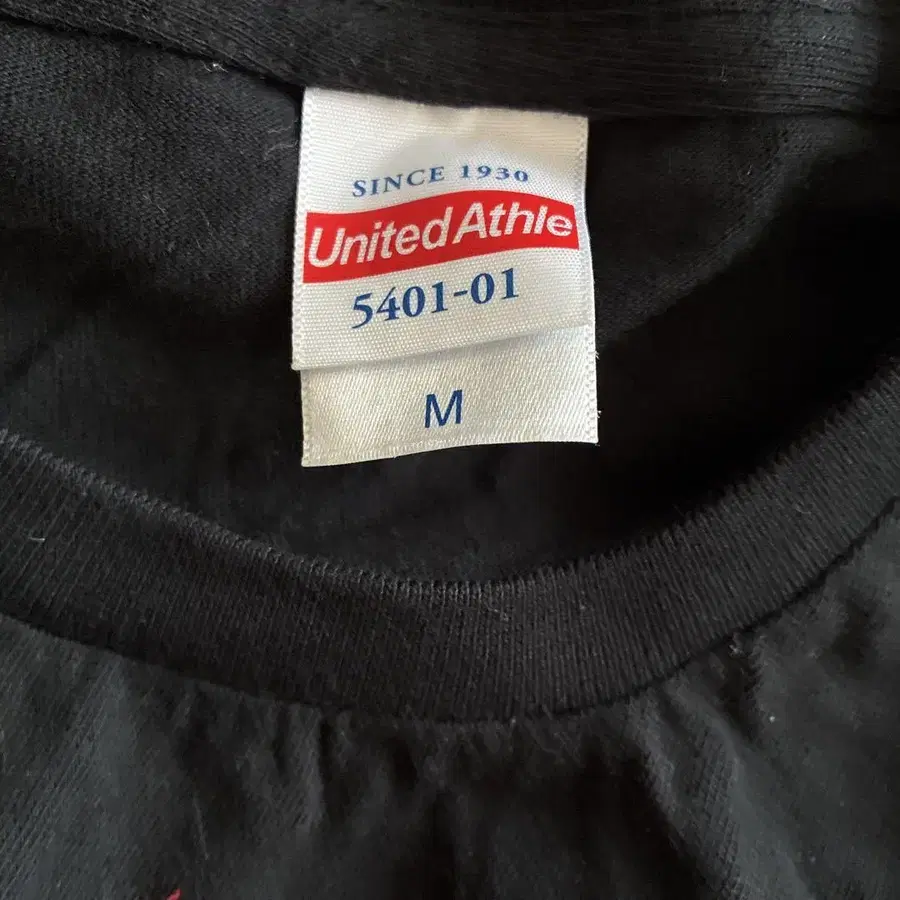 SINCE 1930
United Athle
5401-01
M